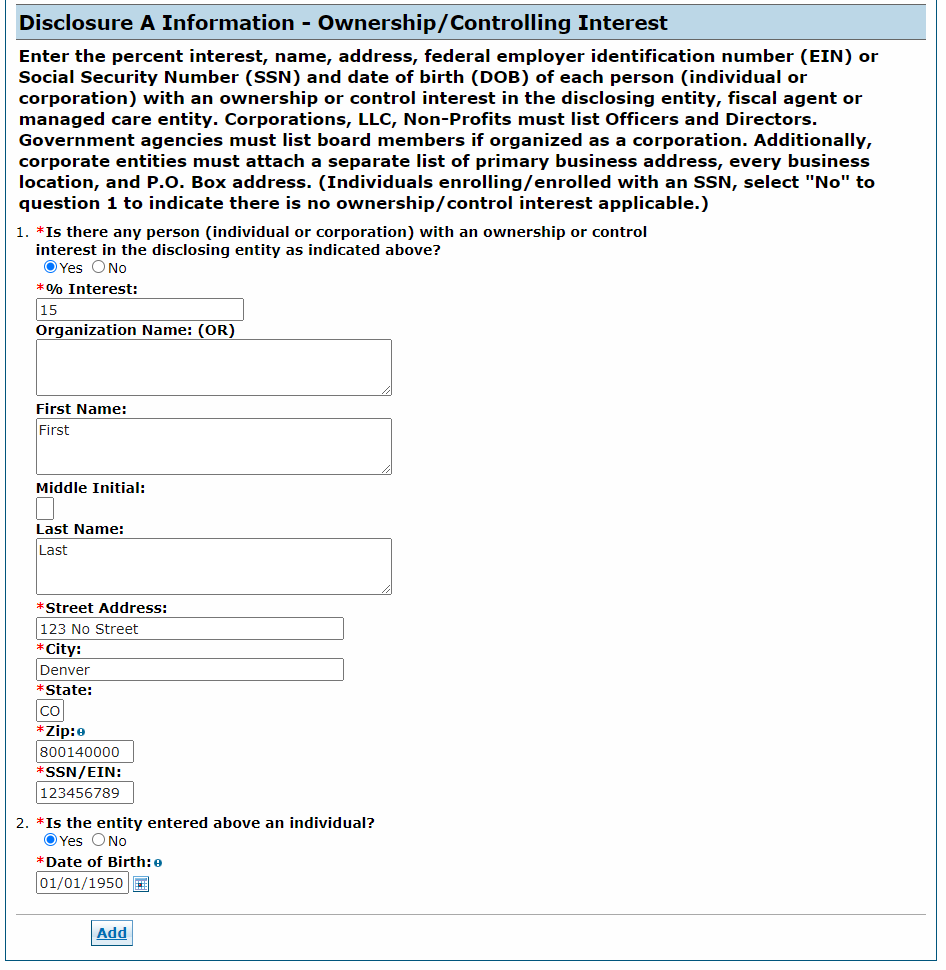 Disclosure A Information - Ownership/Controlling Interest
Enter the percent interest, name, address, federal employer identification number (EIN) or
Social Security Number (SSN) and date of birth (DOB) of each person (individual or
corporation) with an ownership or control interest in the disclosing entity, fiscal agent or
managed care entity. Corporations, LLC, Non-Profits must list Officers and Directors.
Government agencies must list board members if organized as a corporation. Additionally,
corporate entities must attach a separate list of primary business address, every business
location, and P.O. Box address. (Individuals enrolling/enrolled with an SSN, select "No" to
question 1 to indicate there is no ownership/control interest applicable.)
1. *Is there any person (individual or corporation) with an ownership or control
interest in the disclosing entity as indicated above?
Yes No
*% Interest:
15
Organization Name: (OR)
First Name:
First
Middle Initial:
Last Name:
Last
*Street Address:
123 No Street
*City:
Denver
*State:
CO
*Zip:
800140000
*SSN/EIN:
123456789
2. *Is the entity entered above an individual?
Yes No
*Date of Birth:
01/01/1950
Add